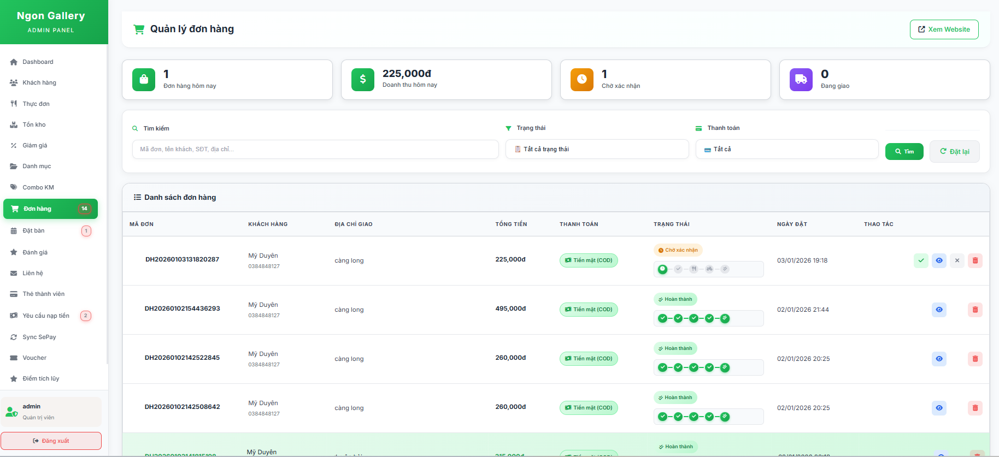 Ngon Gallery
ADMIN PANEL
Dashboard
Khách hàng
Thực đơn
Tồn kho
Giảm giá
Danh mục
Combo KM
Đơn hàng 14
Đặt bàn 1
Đánh giá
Liên hệ
Thẻ thành viên
Yêu cầu nạp tiền 2
Sync SePay
Voucher
Điểm tích lũy
admin
Quản trị viên
Đăng xuất
Quản lý đơn hàng
Xem Website
1
Đơn hàng hôm nay
225,000đ
Doanh thu hôm nay
1
Chờ xác nhận
0
Đang giao
Tìm kiếm
Mã đơn, tên khách, SĐT, địa chỉ...
Trạng thái
Tất cả trạng thái
Thanh toán
Tất cả
Tìm
Đặt lại
Danh sách đơn hàng
MÃ ĐƠN KHÁCH HÀNG ĐỊA CHỈ GIAO TỔNG TIỀN THANH TOÁN TRẠNG THÁI NGÀY ĐẶT THAO TÁC
DH20260103131820287 Mỹ Duyên 0384848127 càng long 225,000đ Tiền mặt (COD) Chờ xác nhận 03/01/2026 19:18
DH20260102154436293 Mỹ Duyên 0384848127 càng long 495,000đ Tiền mặt (COD) Hoàn thành 02/01/2026 21:44
DH20260102142522845 Mỹ Duyên 0384848127 càng long 260,000đ Tiền mặt (COD) Hoàn thành 02/01/2026 20:25
DH20260102142508642 Mỹ Duyên 0384848127 càng long 260,000đ Tiền mặt (COD) Hoàn thành 02/01/2026 20:25
Mỹ Duyên Hoàn thành